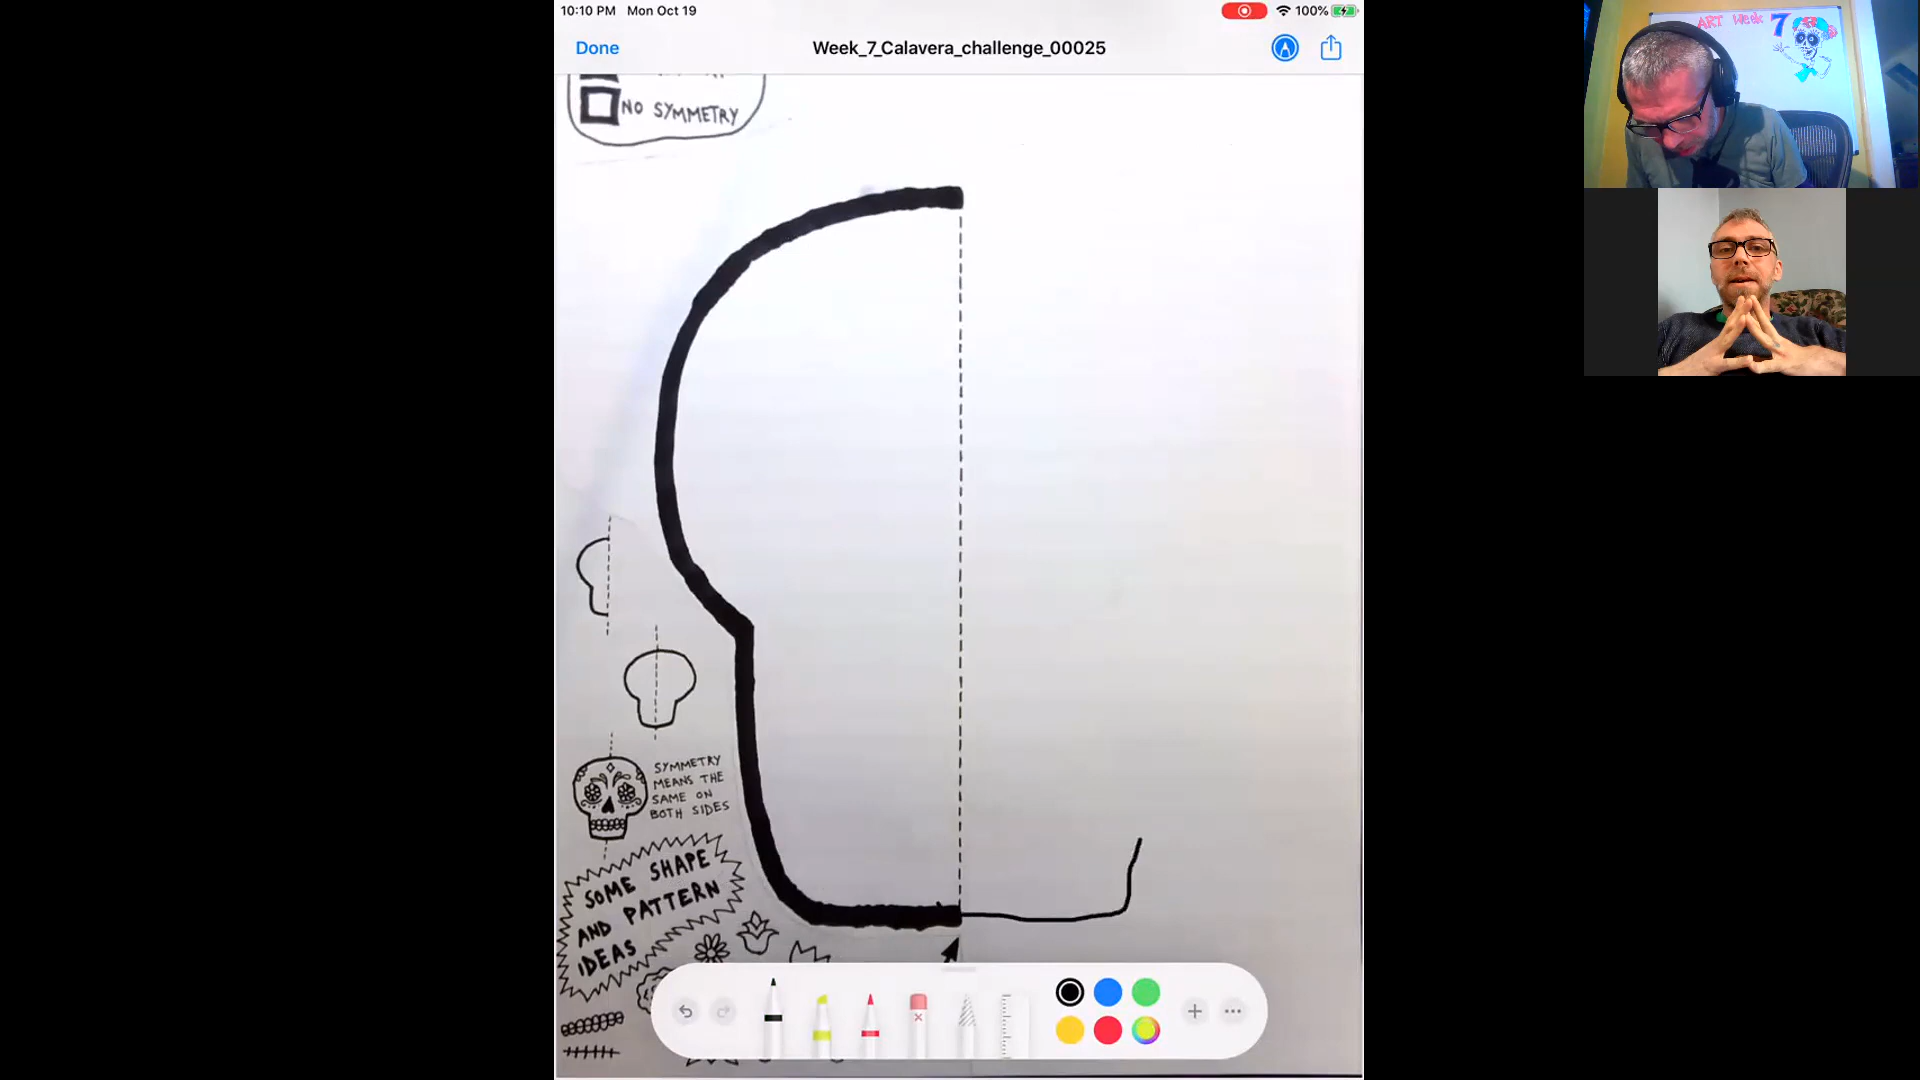 10:10 PM Mon Oct 19
100%
Done
Week_7_Calavera_challenge_00025
ART Week 7
NO SYMMETRY
SYMMETRY
MEANS THE
SAME ON
BOTH SIDES
SOME SHAPE
AND PATTERN
IDEAS